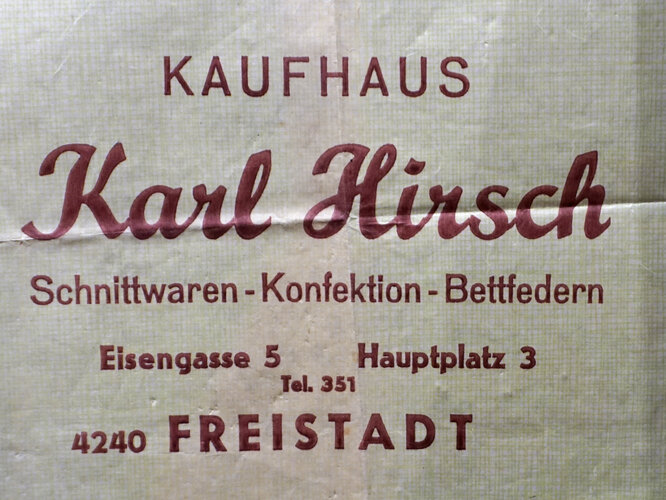 KAUFHAUS
Karl Hirsch
Schnittwaren - Konfektion - Bettfedern
Eisengasse 5 Hauptplatz 3
Tel. 351
4240 FREISTADT